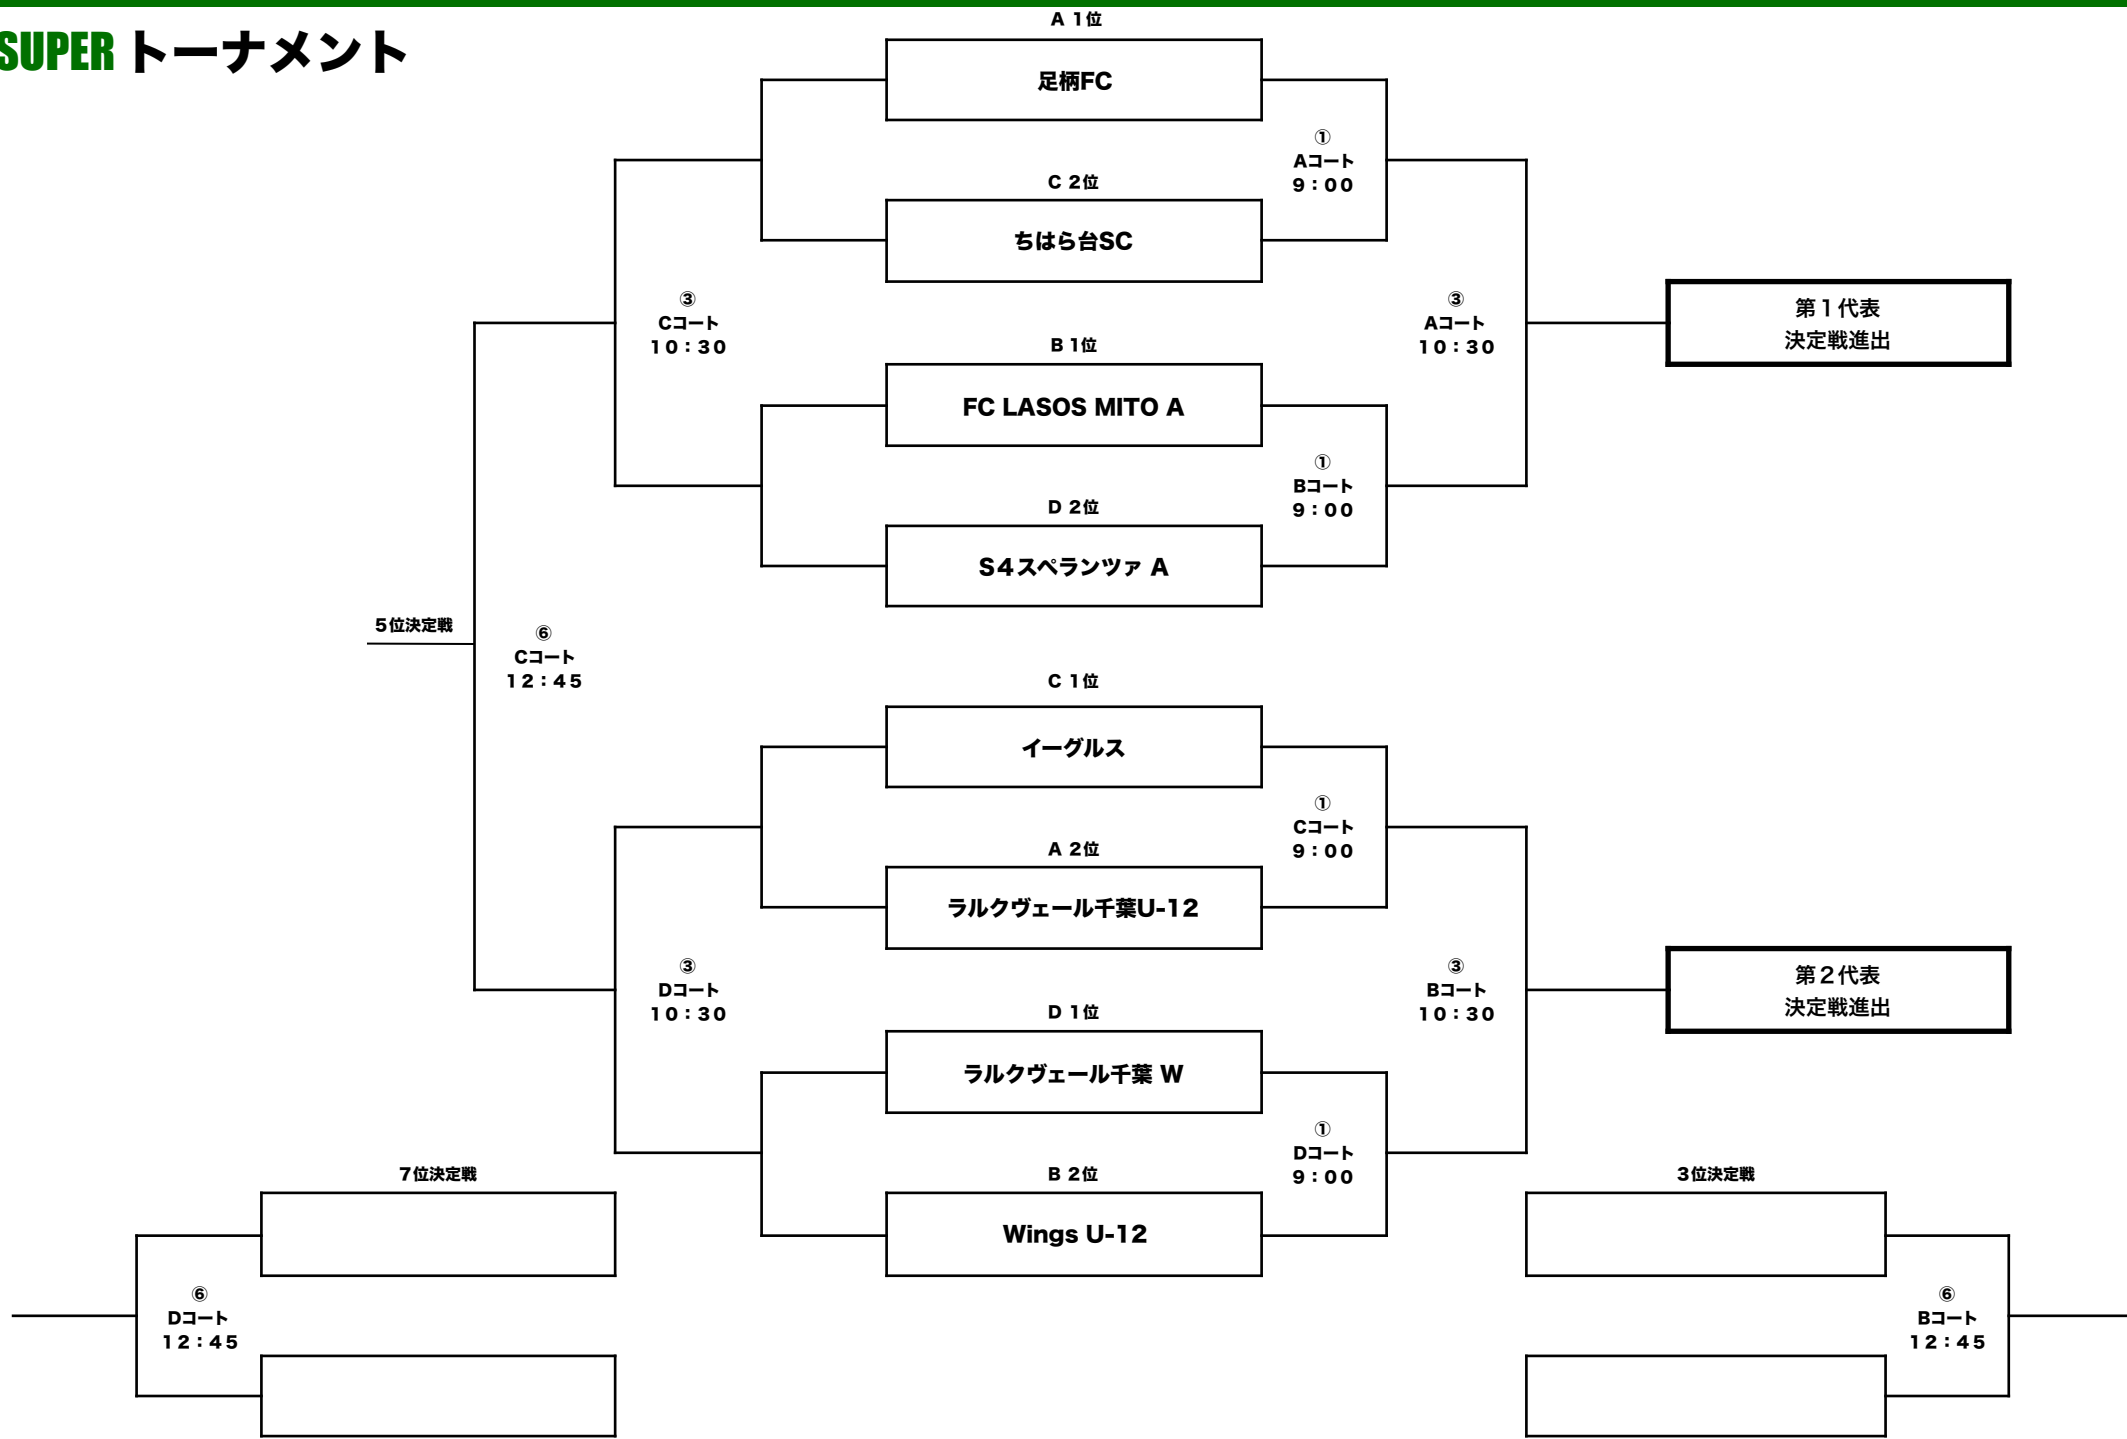 SUPER トーナメント
A 1位
足柄FC
①
Aコート
9：00
C 2位
ちはら台SC
③
Cコート
10：30
③
Aコート
10：30
第１代表
決定戦進出
B 1位
FC LASOS MITO A
①
Bコート
9：00
D 2位
S４スペランツァ A
5位決定戦
⑥
Cコート
12：45
C 1位
イーグルス
①
Cコート
9：00
A 2位
ラルクヴェール千葉U-12
③
Dコート
10：30
③
Bコート
10：30
第２代表
決定戦進出
D 1位
ラルクヴェール千葉 W
①
Dコート
9：00
B 2位
Wings U-12
7位決定戦
⑥
Dコート
12：45
3位決定戦
⑥
Bコート
12：45